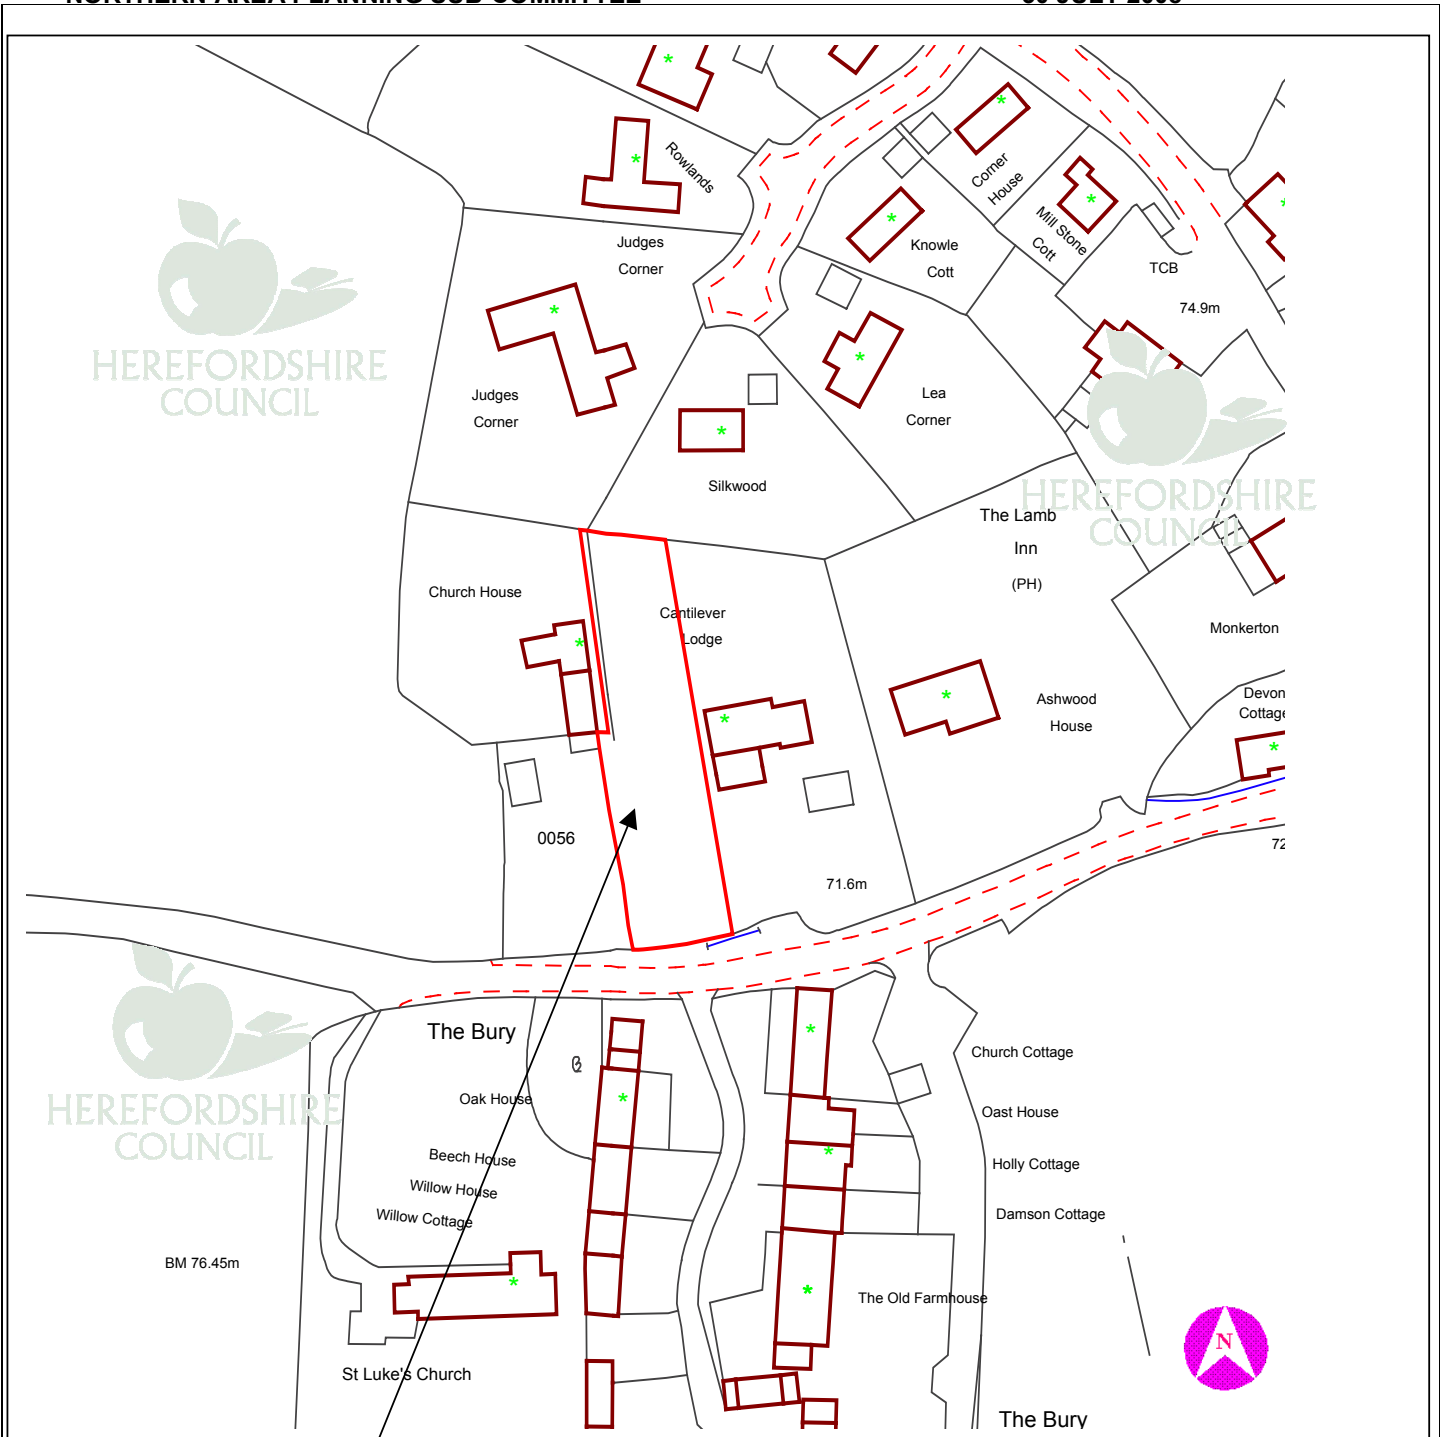 Rowlands
Corner
House
Mill Stone
Cott
Judges
Corner
Knowle
Cott
TCB
74.9m
HEREFORDSHIRE
COUNCIL
Judges
Corner
Lea
Corner
Silkwood
HEREFORDSHIRE
COUNCIL
The Lamb
Inn
(PH)
Church House
Cantilever
Lodge
Monkerton
Ashwood
House
Devon
Cottage
0056
72
71.6m
The Bury
HEREFORDSHIRE
COUNCIL
Church Cottage
Oak House
Oast House
Beech House
Holly Cottage
Willow House
Willow Cottage
Damson Cottage
BM 76.45m
The Old Farmhouse
N
St Luke's Church
The Bury